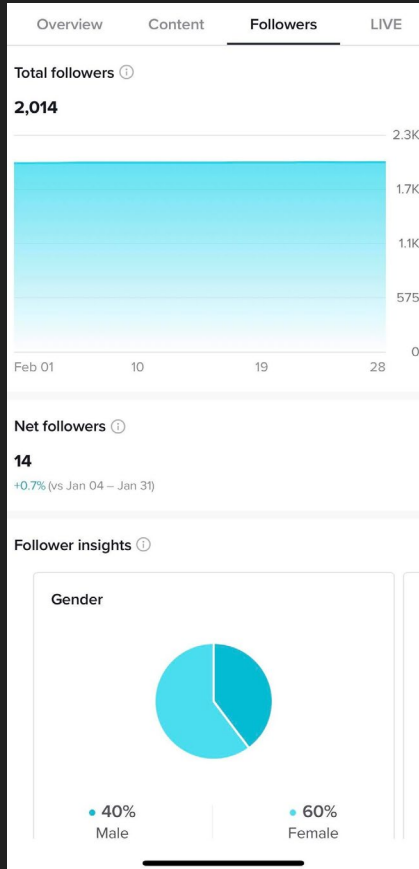 Overview Content Followers LIVE
Total followers
2,014
2.3K
1.7K
1.1K
575
0
Feb 01 10 19 28
Net followers
14
+0.7% (vs Jan 04 – Jan 31)
Follower insights
Gender
40% 60%
Male Female